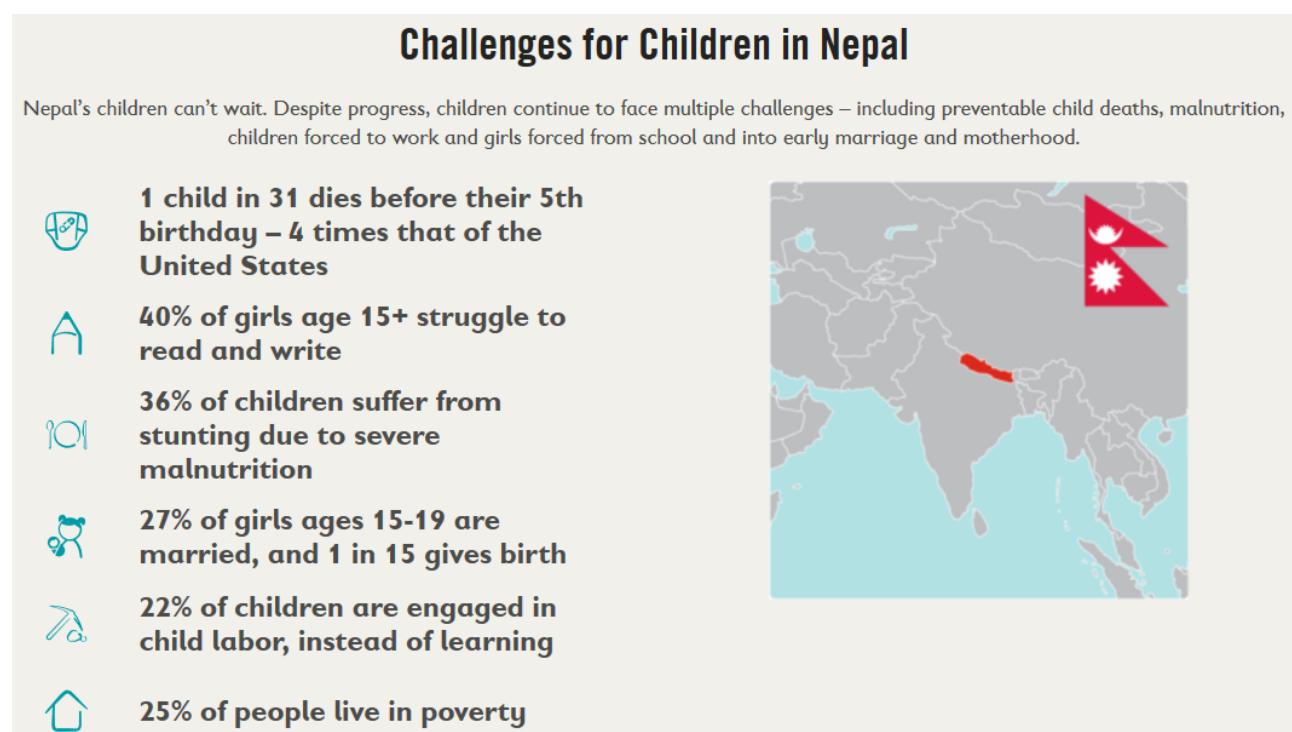 Challenges for Children in Nepal
Nepal's children can't wait. Despite progress, children continue to face multiple challenges – including preventable child deaths, malnutrition,
children forced to work and girls forced from school and into early marriage and motherhood.
1 child in 31 dies before their 5th
birthday – 4 times that of the
United States
40% of girls age 15+ struggle to
read and write
36% of children suffer from
stunting due to severe
malnutrition
27% of girls ages 15-19 are
married, and 1 in 15 gives birth
22% of children are engaged in
child labor, instead of learning
25% of people live in poverty